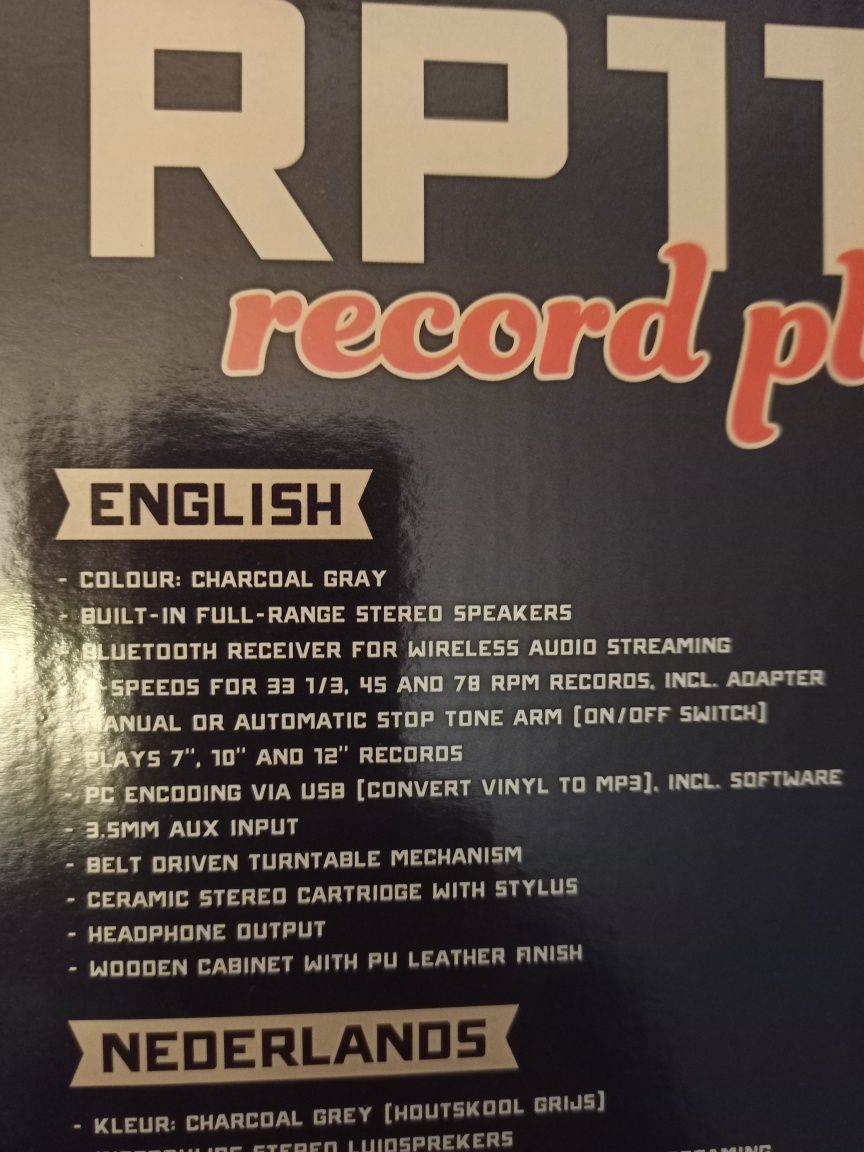 RP11
record pl
ENGLISH
- COLOUR: CHARCOAL GRAY
- BUILT-IN FULL-RANGE STEREO SPEAKERS
- BLUETOOTH RECEIVER FOR WIRELESS AUDIO STREAMING
-SPEEDS FOR 33 1/3, 45 AND 78 RPM RECORDS, INCL. ADAPTER
- MANUAL OR AUTOMATIC STOP TONE ARM [ON/OFF SWITCH]
- PLAYS 7", 10" AND 12" RECORDS
- PC ENCODING VIA USB [CONVERT VINYL TO MP3], INCL. SOFTWARE
- 3.5MM AUX INPUT
- BELT DRIVEN TURNTABLE MECHANISM
- CERAMIC STEREO CARTRIDGE WITH STYLUS
- HEADPHONE OUTPUT
- WOODEN CABINET WITH PU LEATHER FINISH
NEDERLANDS
- KLEUR: CHARCOAL GREY [HOUTSKOOL GRIJS]
STEREO LUIDSPREKERS